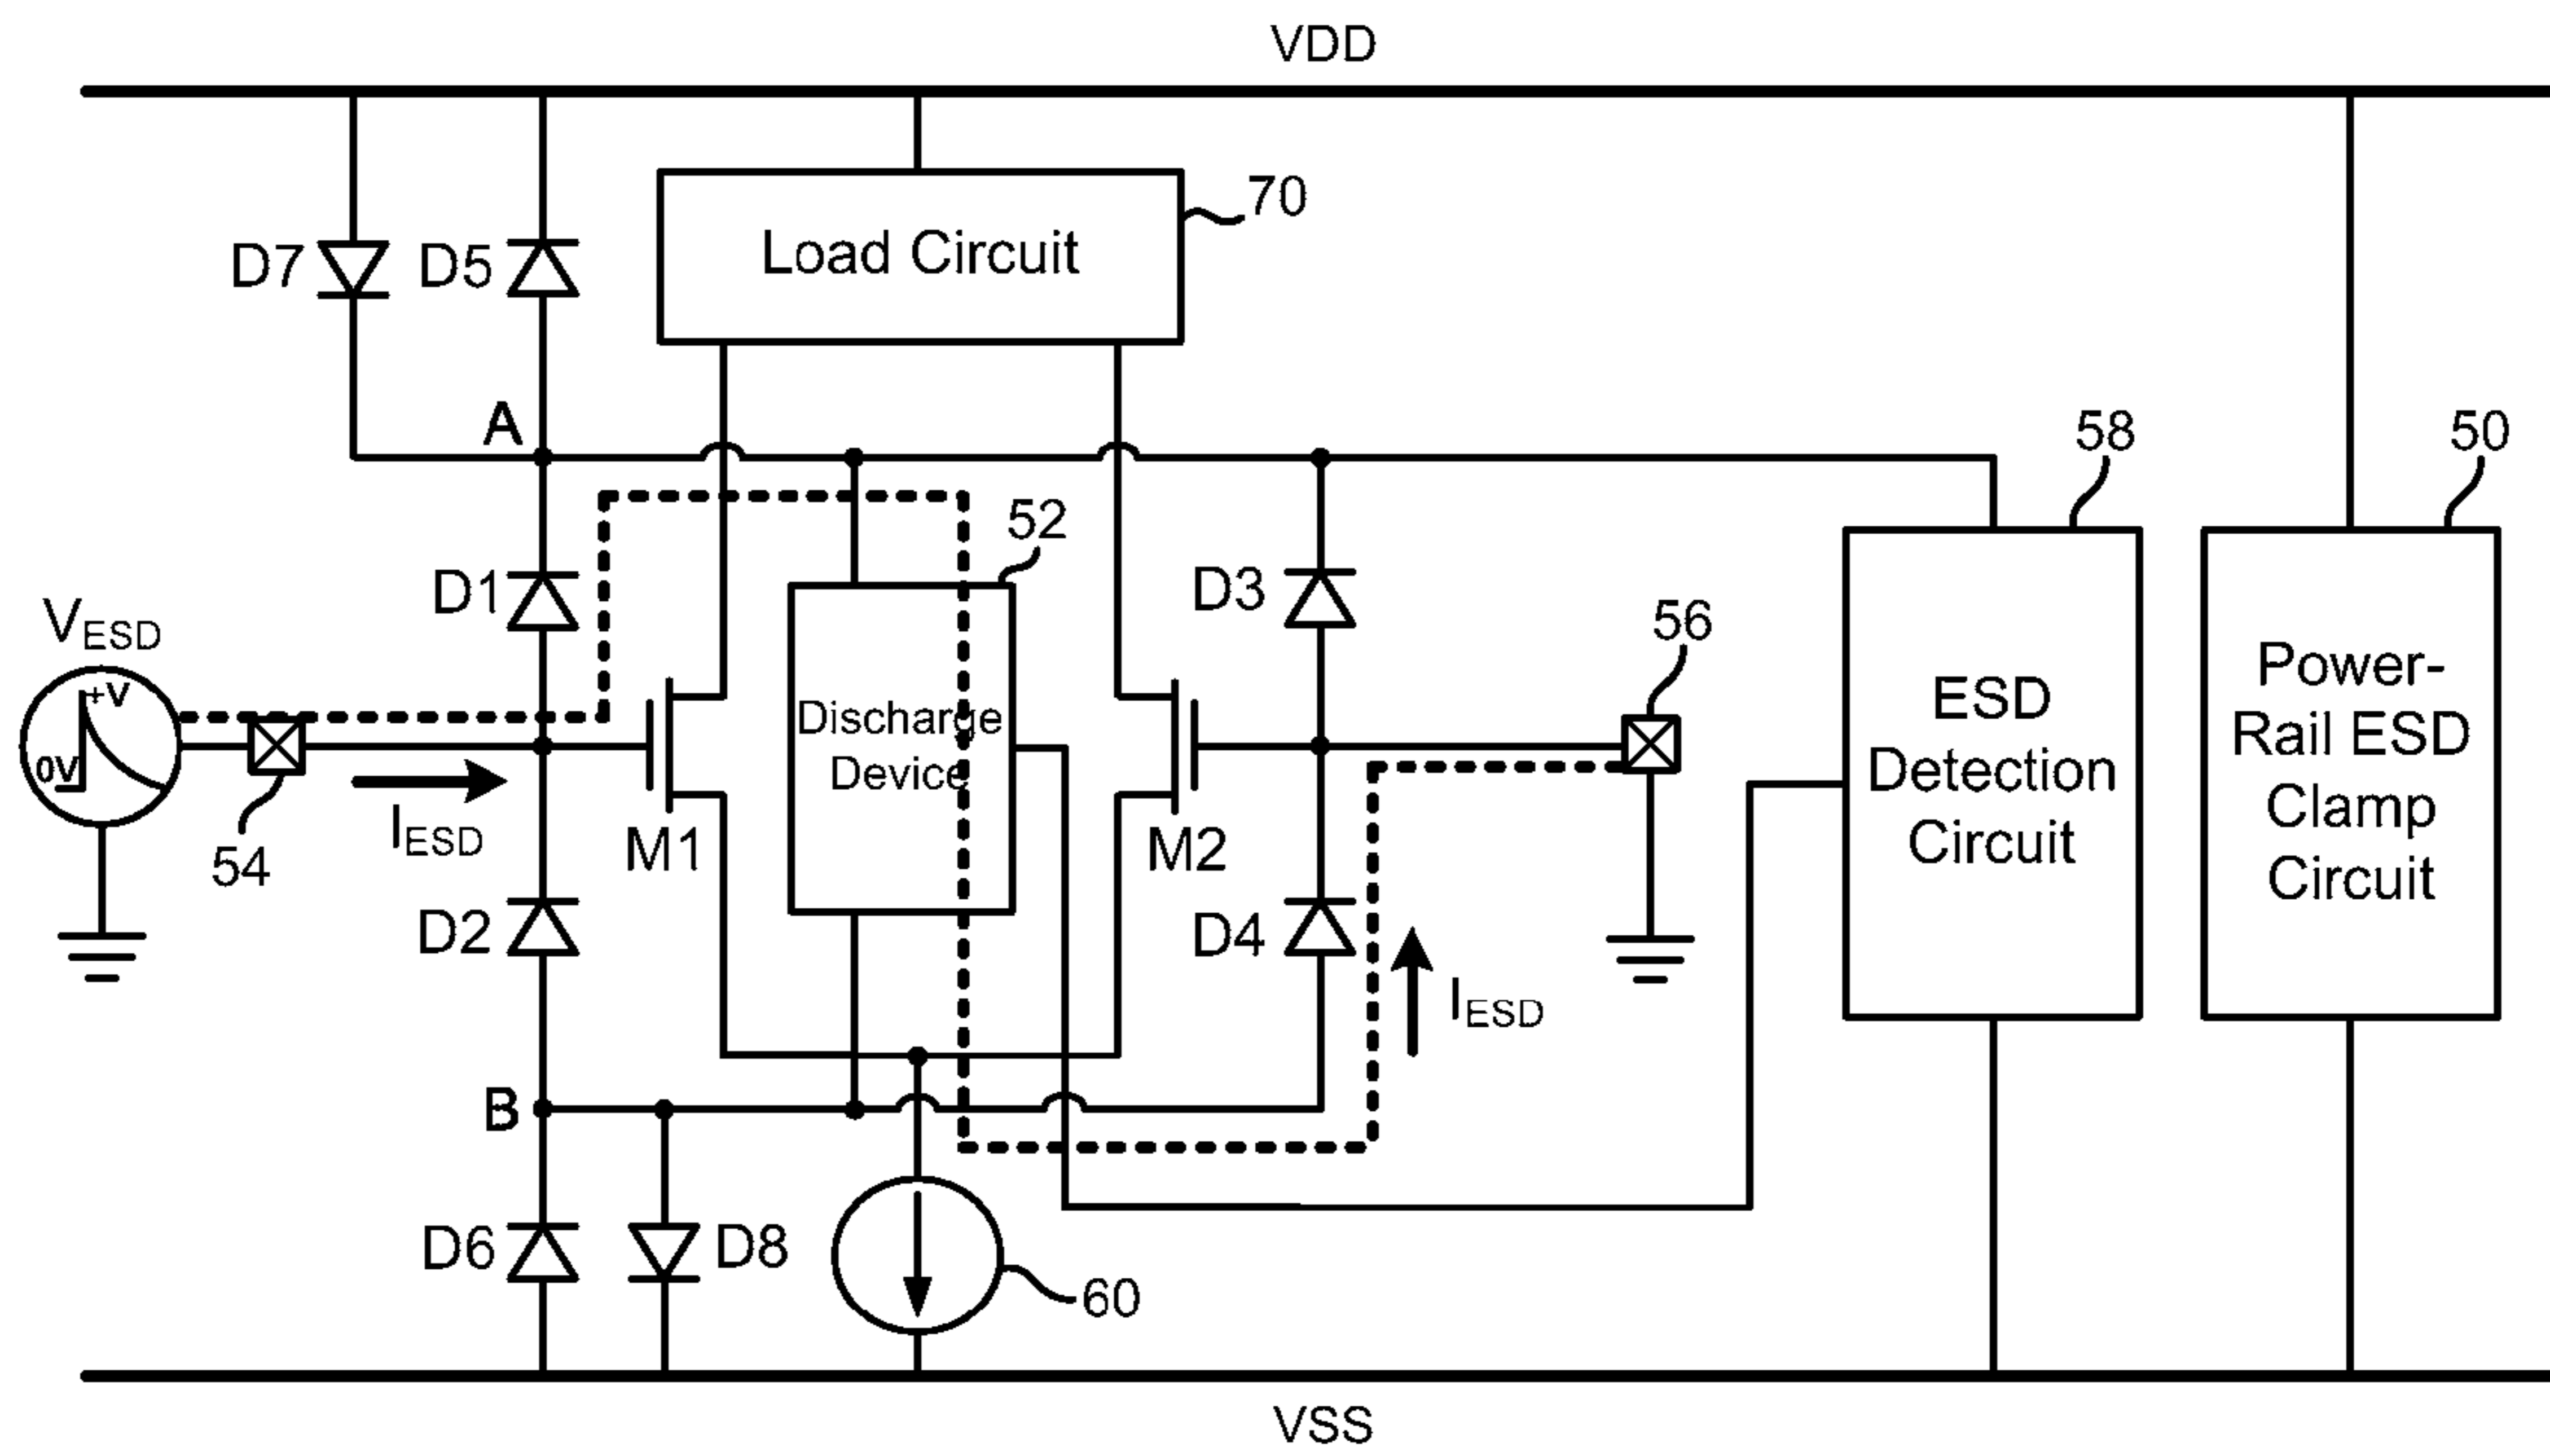 VDD
70
D7
D5
Load Circuit
A
58
50
52
D1
D3
56
VESD
+V
0V
Discharge
Device
ESD
Detection
Circuit
Power-
Rail ESD
Clamp
Circuit
IESD
54
M1
M2
D2
D4
IESD
B
D6
D8
60
VSS